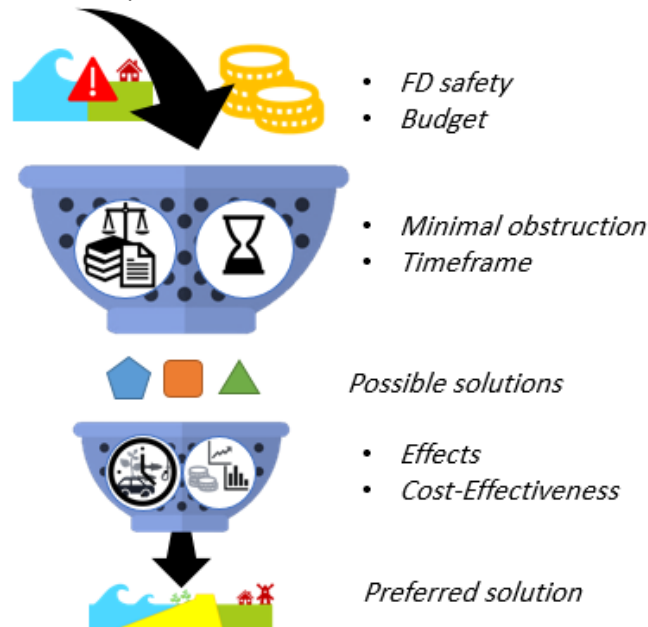 • FD safety
• Budget
• Minimal obstruction
• Timeframe
Possible solutions
• Effects
• Cost-Effectiveness
Preferred solution